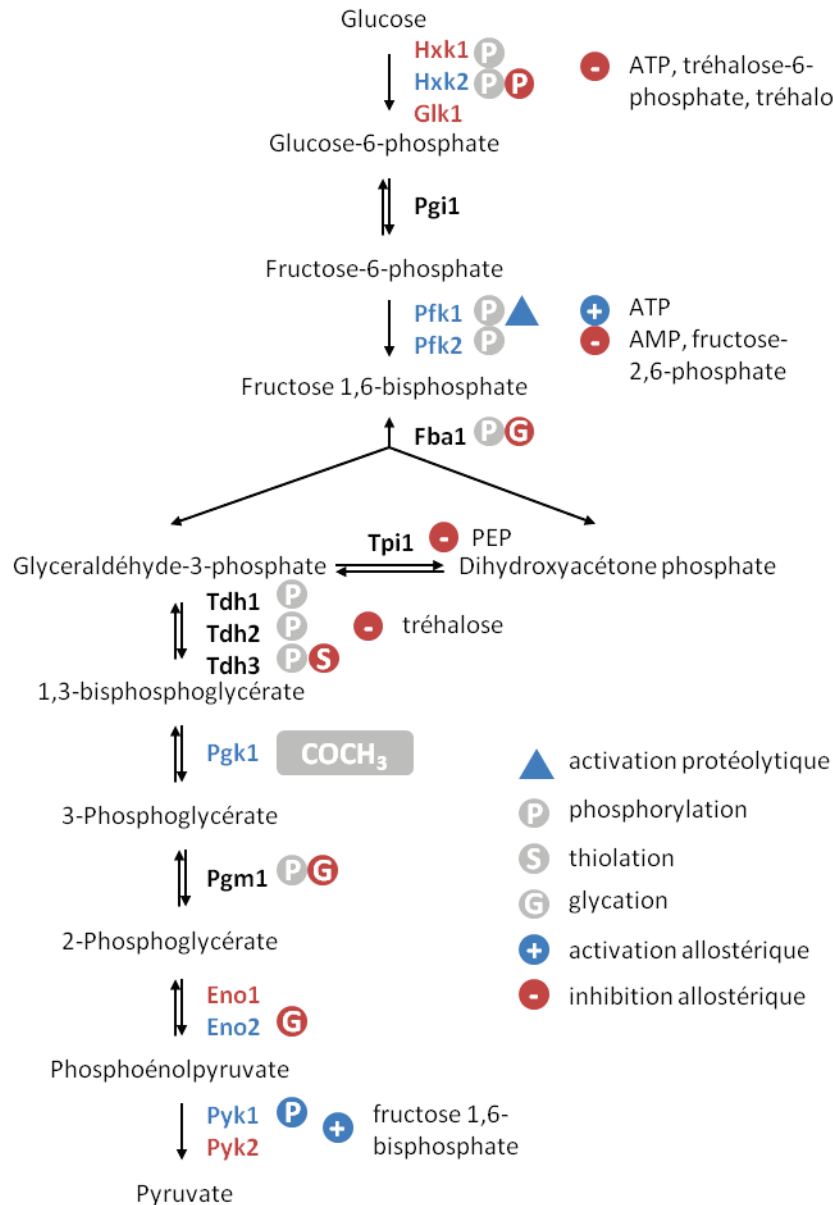 Glucose
Hxk1 P
Hxk2 P P
Glk1
- ATP, tréhalose-6-
phosphate, tréhalo
Glucose-6-phosphate
Pgi1
Fructose-6-phosphate
Pfk1 P
Pfk2 P
+ ATP
- AMP, fructose-
2,6-phosphate
Fructose 1,6-bisphosphate
Fba1 P G
Tpi1 - PEP
Glyceraldéhyde-3-phosphate
Dihydroxyacétone phosphate
Tdh1 P
Tdh2 P
Tdh3 P S
- tréhalose
1,3-bisphosphoglycérate
Pgk1 COCH₃
3-Phosphoglycérate
Pgm1 P G
2-Phosphoglycérate
Eno1
Eno2 G
Phosphoénolpyruvate
Pyk1 P
Pyk2
+ fructose 1,6-
bisphosphate
Pyruvate
activation protéolytique
P phosphorylation
S thiolation
G glycation
+ activation allostérique
- inhibition allostérique